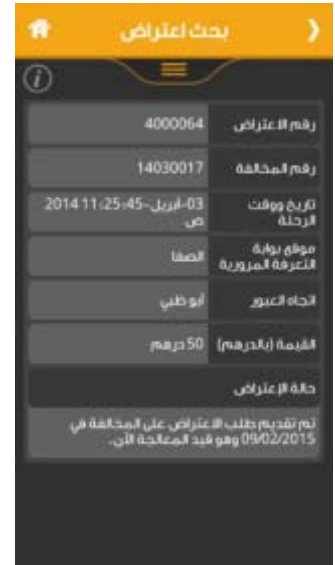 بحث اعتراض
رقم الاعتراض 4000064
رقم المخالفة 14030017
تاريخ ووقت الرحلة 03-ابريل-2014 11:25:45 ص
موقع بوابة التعرفة المرورية الصفا
اتجاه العبور أبو ظبي
القيمة (بالدرهم) 50 درهم
حالة الإعتراض
تم تقديم طلب الاعتراض على المخالفة في
09/02/2015 وهو قيد المعالجة الآن.